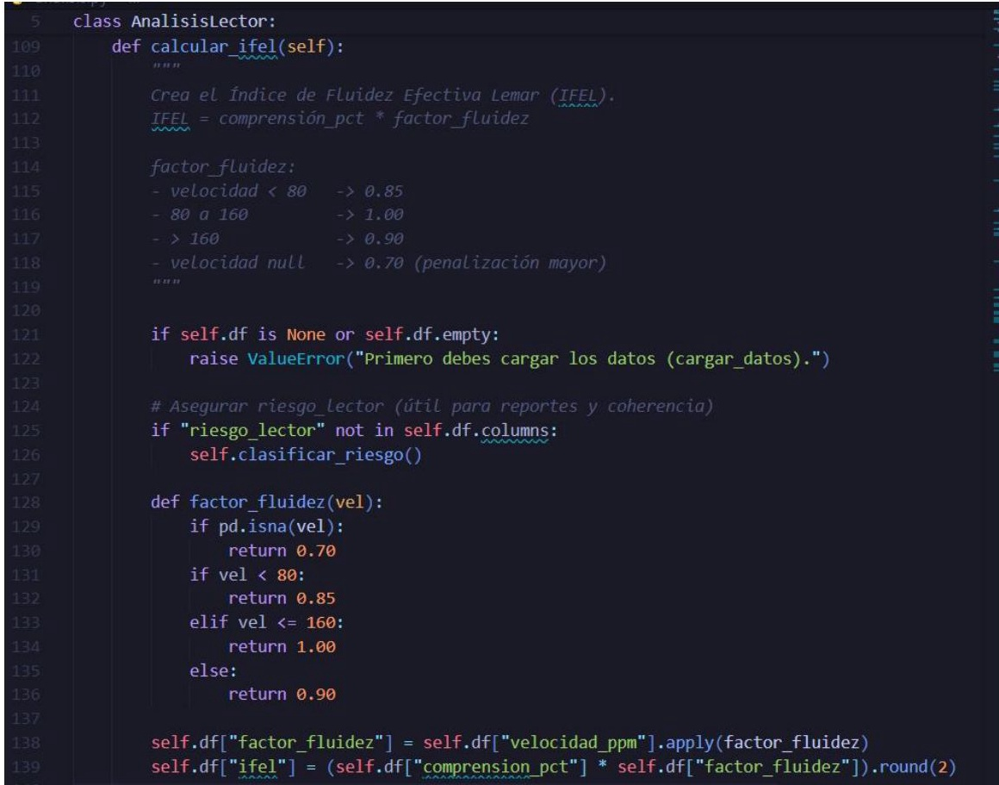 5 class AnalisisLector:
109 def calcular_ifel(self):
110 """
111 Crea el Índice de Fluidez Efectiva Lemar (IFEL).
112 IFEL = comprensión_pct * factor_fluidez
113
114 factor_fluidez:
115 - velocidad < 80 -> 0.85
116 - 80 a 160 -> 1.00
117 - > 160 -> 0.90
118 - velocidad null -> 0.70 (penalización mayor)
119 """
120
121 if self.df is None or self.df.empty:
122 raise ValueError("Primero debes cargar los datos (cargar_datos).")
123
124 # Asegurar riesgo_lector (útil para reportes y coherencia)
125 if "riesgo_lector" not in self.df.columns:
126 self.clasificar_riesgo()
127
128 def factor_fluidez(vel):
129 if pd.isna(vel):
130 return 0.70
131 if vel < 80:
132 return 0.85
133 elif vel <= 160:
134 return 1.00
135 else:
136 return 0.90
137
138 self.df["factor_fluidez"] = self.df["velocidad_ppm"].apply(factor_fluidez)
139 self.df["ifel"] = (self.df["comprension_pct"] * self.df["factor_fluidez"]).round(2)